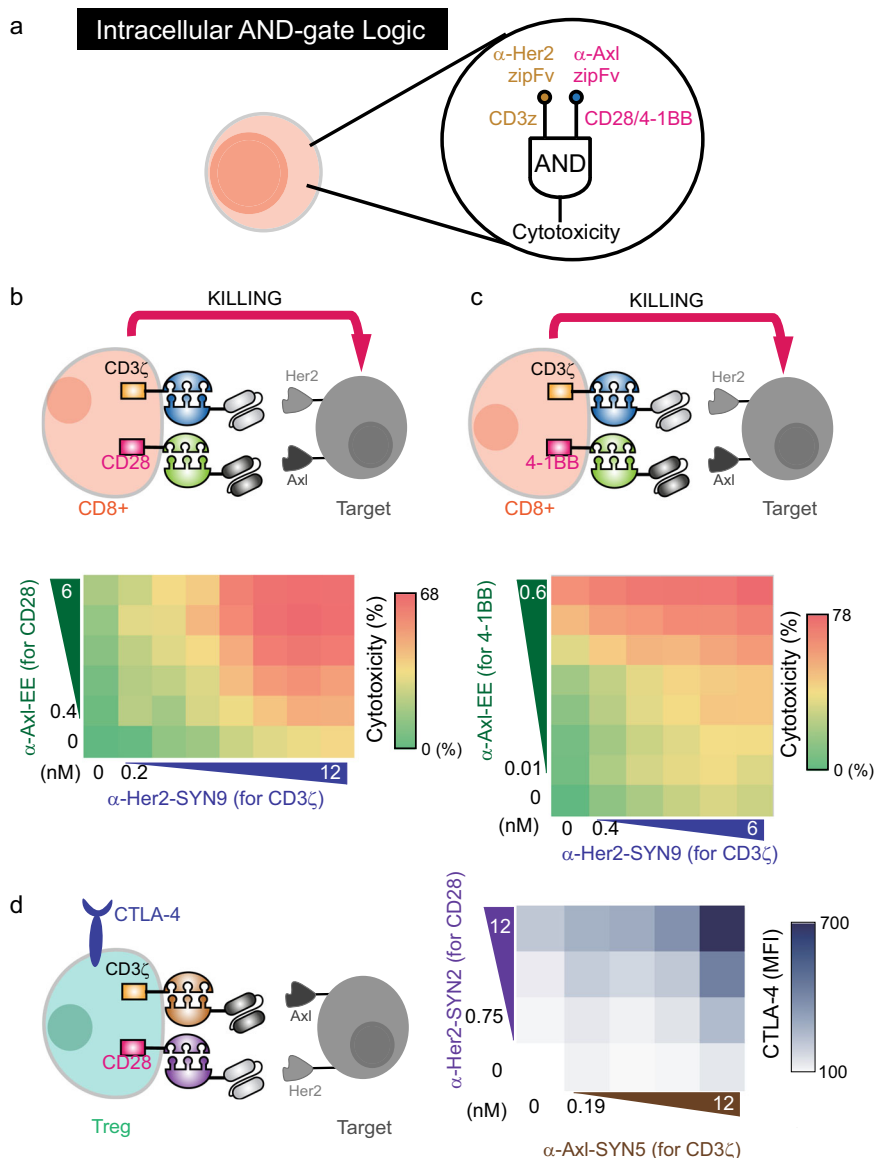 a
Intracellular AND-gate Logic
α-Her2
zipFv
α-Axl
zipFv
CD3z
CD28/4-1BB
AND
Cytotoxicity
b
KILLING
CD3ζ
CD28
CD8+
Her2
Axl
Target
α-Axl-EE (for CD28)
6
0.4
0
(nM)
0
0.2
12
α-Her2-SYN9 (for CD3ζ)
Cytotoxicity (%)
68
0 (%)
c
KILLING
CD3ζ
4-1BB
CD8+
Her2
Axl
Target
α-Axl-EE (for 4-1BB)
0.6
0.01
0
(nM)
0
0.4
6
α-Her2-SYN9 (for CD3ζ)
Cytotoxicity (%)
78
0 (%)
d
CTLA-4
CD3ζ
CD28
Treg
Axl
Her2
Target
α-Her2-SYN2 (for CD28)
12
0.75
0
(nM)
0
0.19
12
α-Axl-SYN5 (for CD3ζ)
CTLA-4 (MFI)
700
100